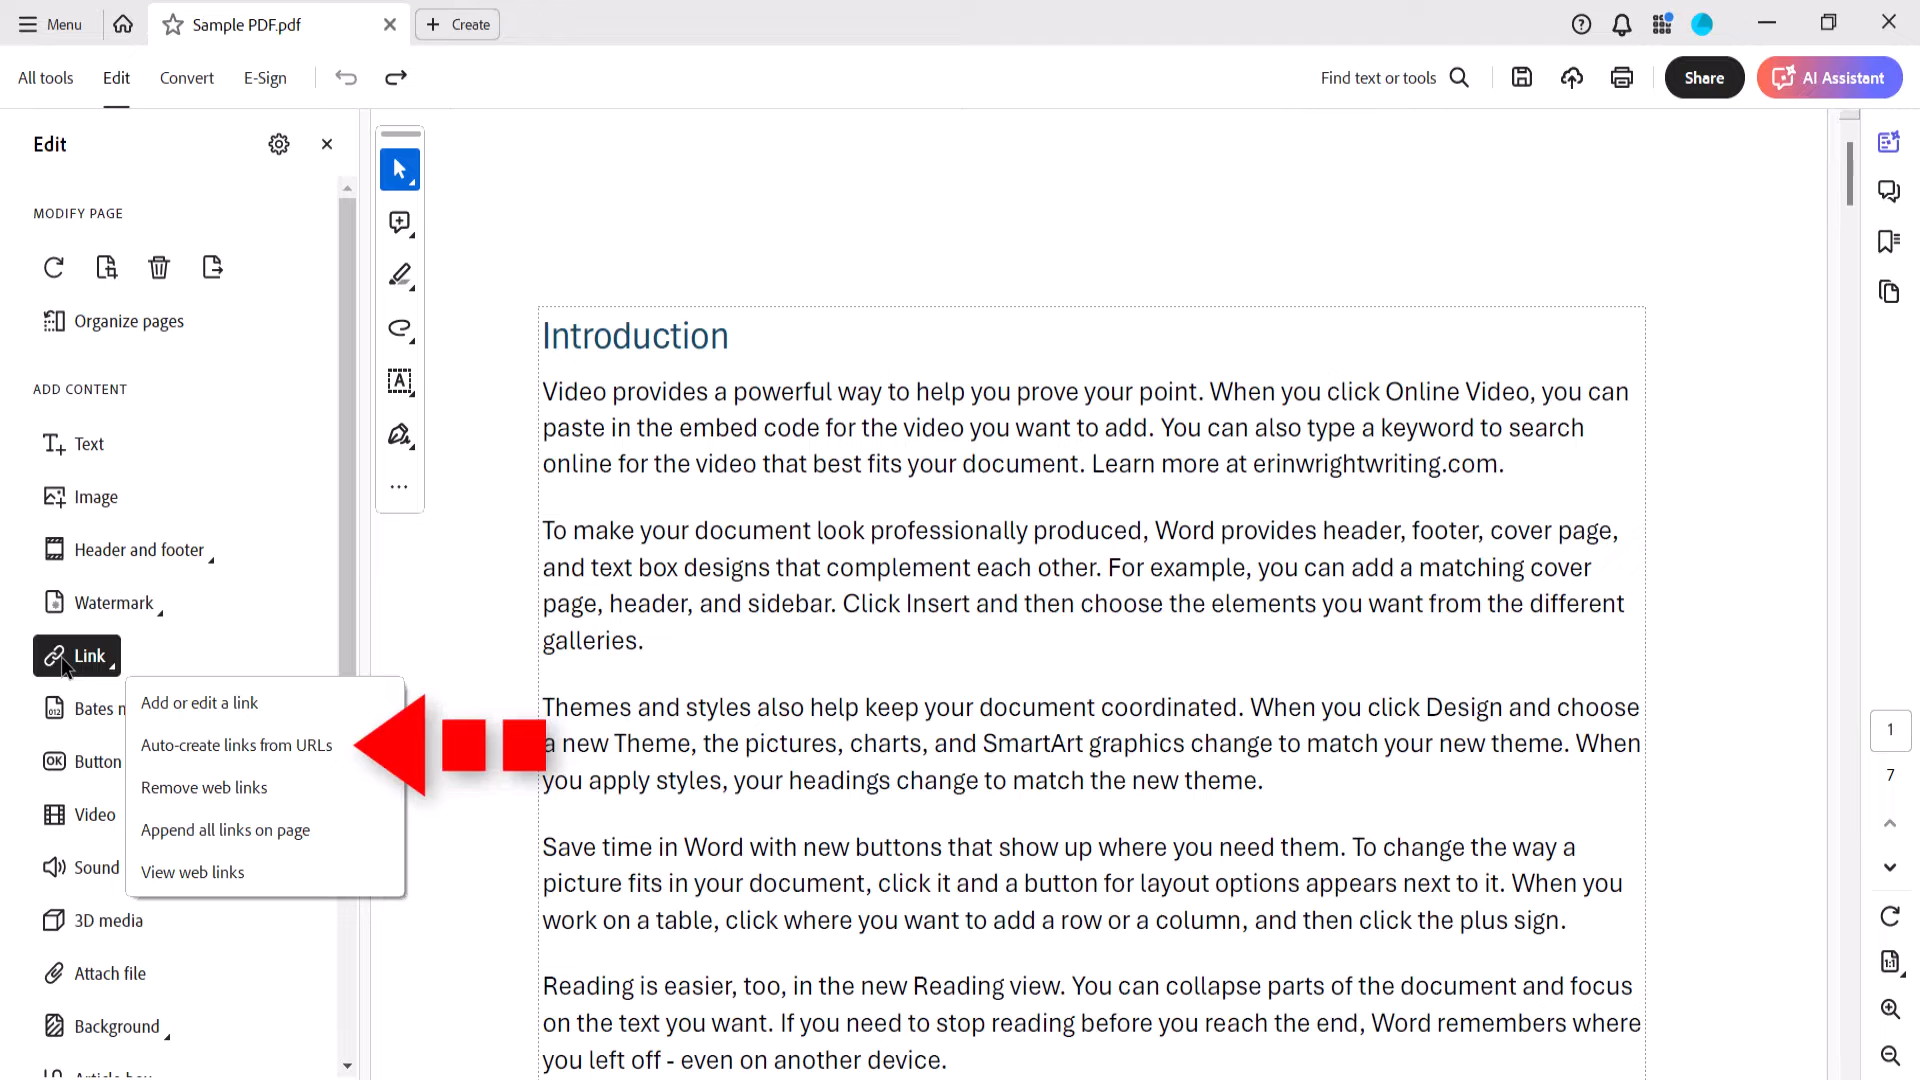 Menu
Sample PDF.pdf
Create
All tools
Edit
Convert
E-Sign
Find text or tools
Share
AI Assistant
Edit
MODIFY PAGE
Organize pages
ADD CONTENT
Text
Image
Header and footer
Watermark
Link
Bates
Button
Video
Sound
3D media
Attach file
Background
Add or edit a link
Auto-create links from URLs
Remove web links
Append all links on page
View web links
Introduction
Video provides a powerful way to help you prove your point. When you click Online Video, you can
paste in the embed code for the video you want to add. You can also type a keyword to search
online for the video that best fits your document. Learn more at erinwrightwriting.com.
To make your document look professionally produced, Word provides header, footer, cover page,
and text box designs that complement each other. For example, you can add a matching cover
page, header, and sidebar. Click Insert and then choose the elements you want from the different
galleries.
Themes and styles also help keep your document coordinated. When you click Design and choose
a new Theme, the pictures, charts, and SmartArt graphics change to match your new theme. When
you apply styles, your headings change to match the new theme.
Save time in Word with new buttons that show up where you need them. To change the way a
picture fits in your document, click it and a button for layout options appears next to it. When you
work on a table, click where you want to add a row or a column, and then click the plus sign.
Reading is easier, too, in the new Reading view. You can collapse parts of the document and focus
on the text you want. If you need to stop reading before you reach the end, Word remembers where
you left off - even on another device.
1
7